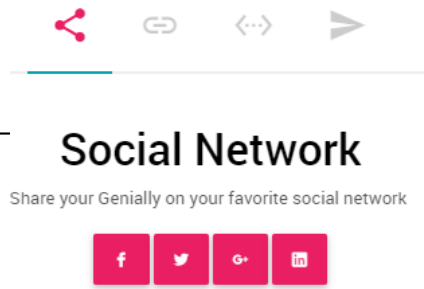 Social Network
Share your Genially on your favorite social network
f G+ in